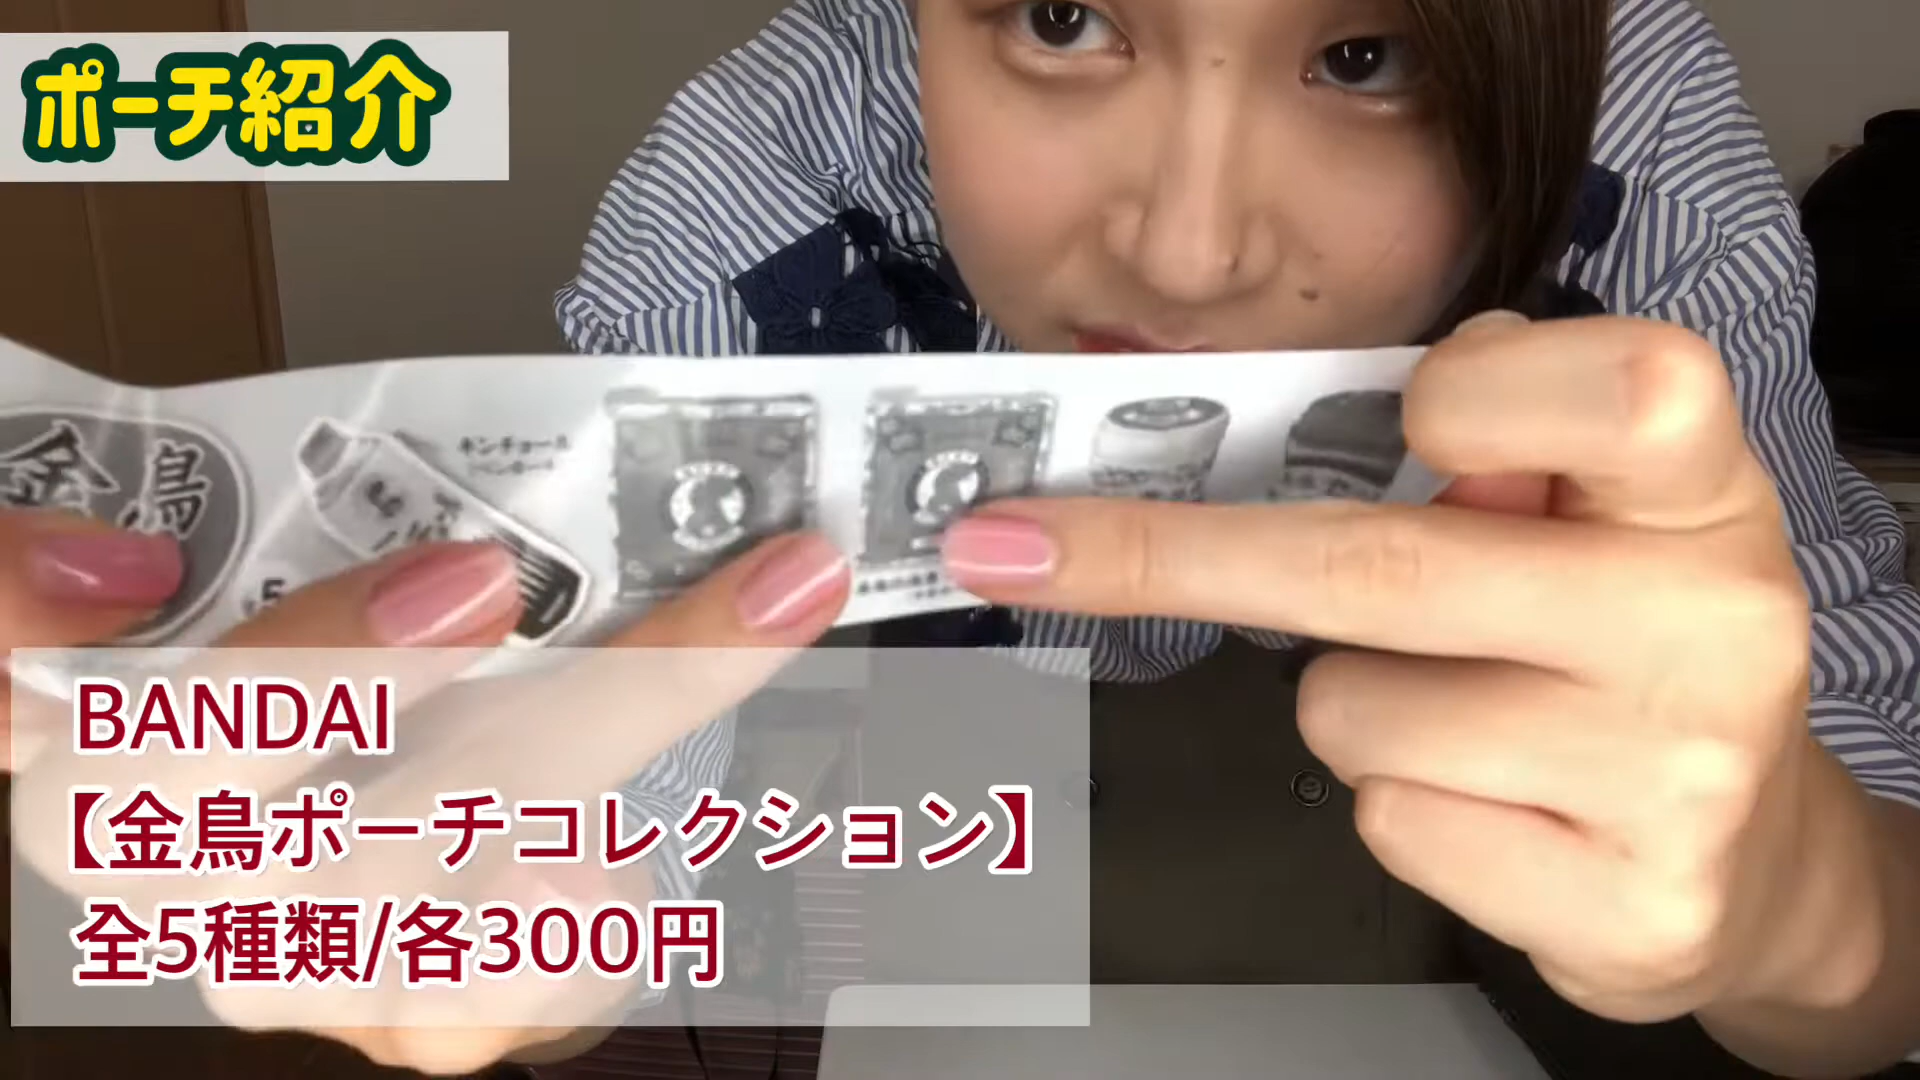 ポーチ紹介
金鳥
キンチョール
BANDAI
【金鳥ポーチコレクション】
全5種類/各300円